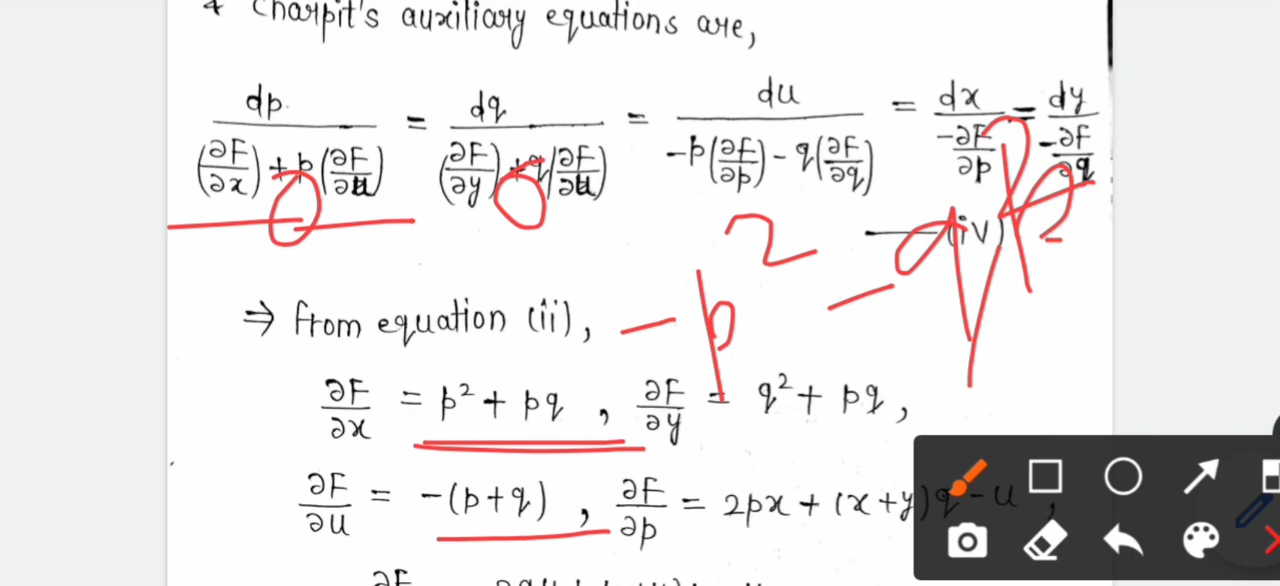 Charpit's auxiliary equations are,
dp/((∂F/∂x)+p(∂F/∂u)) = dq/((∂F/∂y)+q(∂F/∂u)) = du/(-p(∂F/∂p)-q(∂F/∂q)) = dx/(-∂F/∂p) = dy/(-∂F/∂q)
—(iv)
⇒ from equation (ii),
-p² -q
∂F/∂x = p²+pq , ∂F/∂y = q²+pq ,
∂F/∂u = -(p+q) , ∂F/∂p = 2px+(x+y)q-u ,
∂F